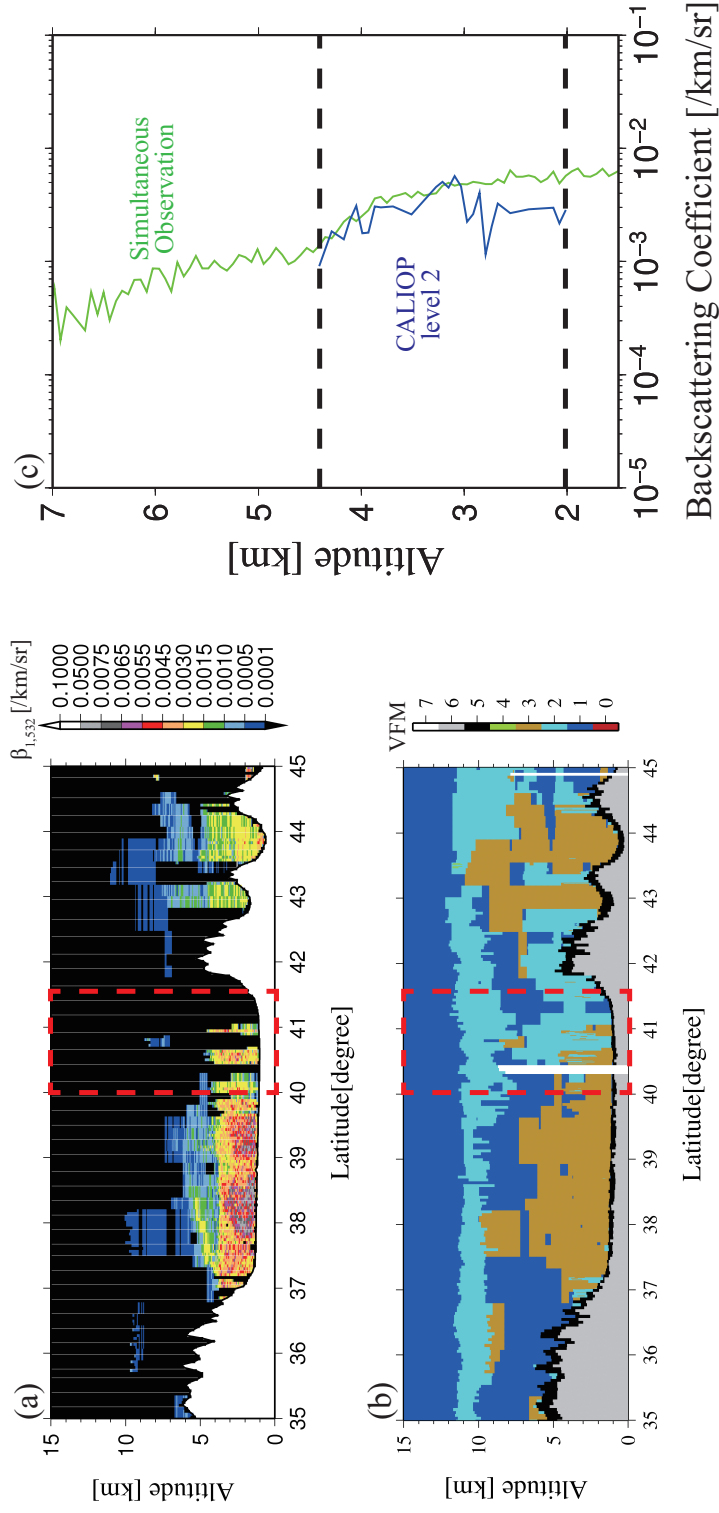 (a)
β1,532 [/km/sr]
0.1000
0.0500
0.0075
0.0065
0.0055
0.0045
0.0030
0.0015
0.0010
0.0005
0.0001
Altitude [km]
15
10
5
0
35 36 37 38 39 40 41 42 43 44 45
Latitude[degree]
(b)
VFM
7
6
5
4
3
2
1
0
Altitude [km]
15
10
5
0
35 36 37 38 39 40 41 42 43 44 45
Latitude[degree]
(c)
Altitude [km]
7
6
5
4
3
2
Simultaneous
Observation
CALIOP
level 2
10−5 10−4 10−3 10−2 10−1
Backscattering Coefficient [/km/sr]